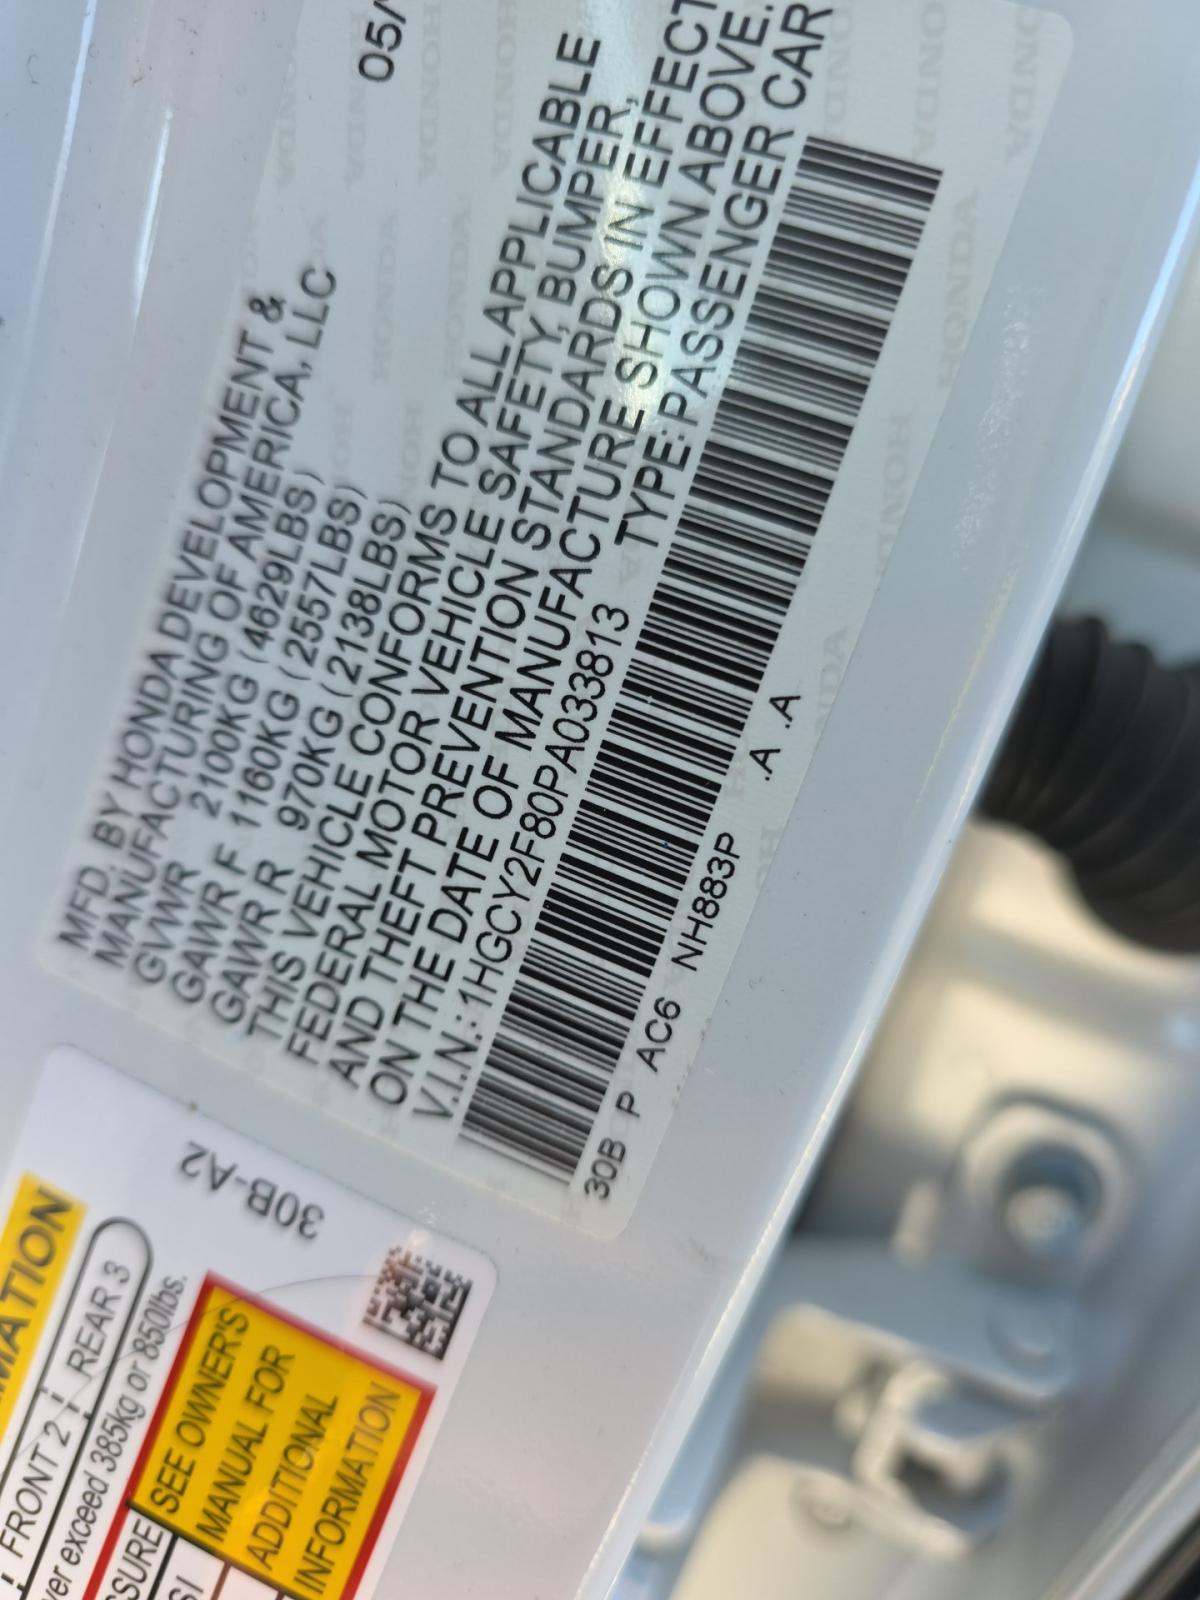 05/
MFD. BY HONDA DEVELOPMENT &
MANUFACTURING OF AMERICA, LLC
GVWR 2100KG (4629LBS)
GAWR F 1160KG (2557LBS)
GAWR R 970KG (2138LBS)
THIS VEHICLE CONFORMS TO ALL APPLICABLE
FEDERAL MOTOR VEHICLE SAFETY, BUMPER,
AND THEFT PREVENTION STANDARDS IN EFFECT
ON THE DATE OF MANUFACTURE SHOWN ABOVE.
V.I.N.:1HGCY2F80PA033813 TYPE:PASSENGER CAR
30B P AC6 NH883P .A .A
30B-A2
MATION
FRONT 2 REAR 3
ver exceed 385kg or 850lbs.
SSURE
SI
SEE OWNER'S
MANUAL FOR
ADDITIONAL
INFORMATION
HONDA